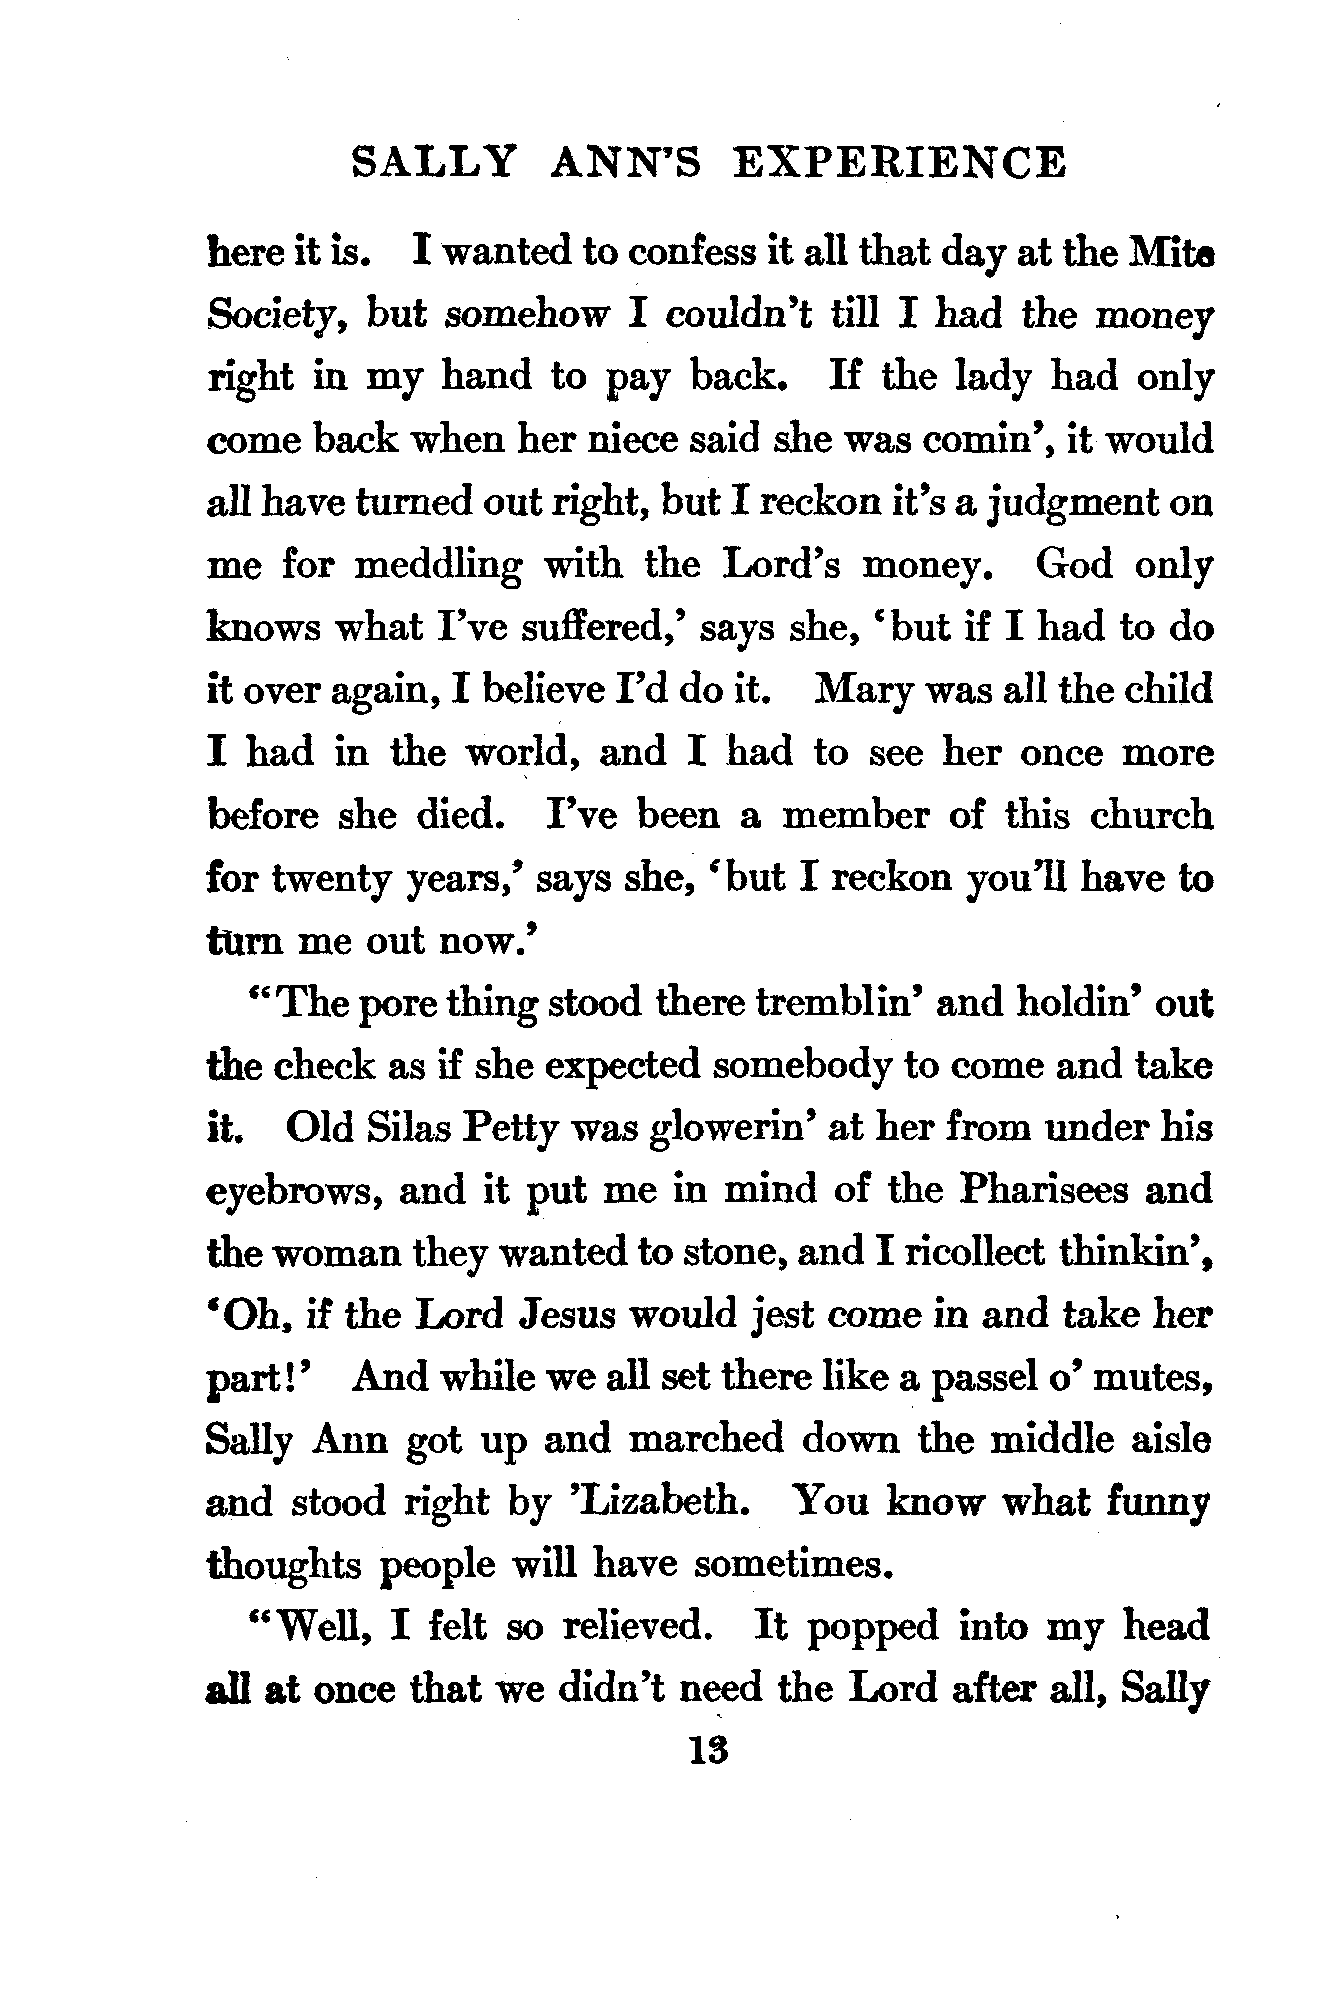 SALLY ANN'S EXPERIENCE
here it is. I wanted to confess it all that day at the Mite
Society, but somehow I couldn't till I had the money
right in my hand to pay back. If the lady had only
come back when her niece said she was comin', it would
all have turned out right, but I reckon it's a judgment on
me for meddling with the Lord's money. God only
knows what I've suffered,' says she, 'but if I had to do
it over again, I believe I'd do it. Mary was all the child
I had in the world, and I had to see her once more
before she died. I've been a member of this church
for twenty years,' says she, 'but I reckon you'll have to
turn me out now.'
"The pore thing stood there tremblin' and holdin' out
the check as if she expected somebody to come and take
it. Old Silas Petty was glowerin' at her from under his
eyebrows, and it put me in mind of the Pharisees and
the woman they wanted to stone, and I ricollect thinkin',
'Oh, if the Lord Jesus would jest come in and take her
part!' And while we all set there like a passel o' mutes,
Sally Ann got up and marched down the middle aisle
and stood right by 'Lizabeth. You know what funny
thoughts people will have sometimes.
"Well, I felt so relieved. It popped into my head
all at once that we didn't need the Lord after all, Sally
13